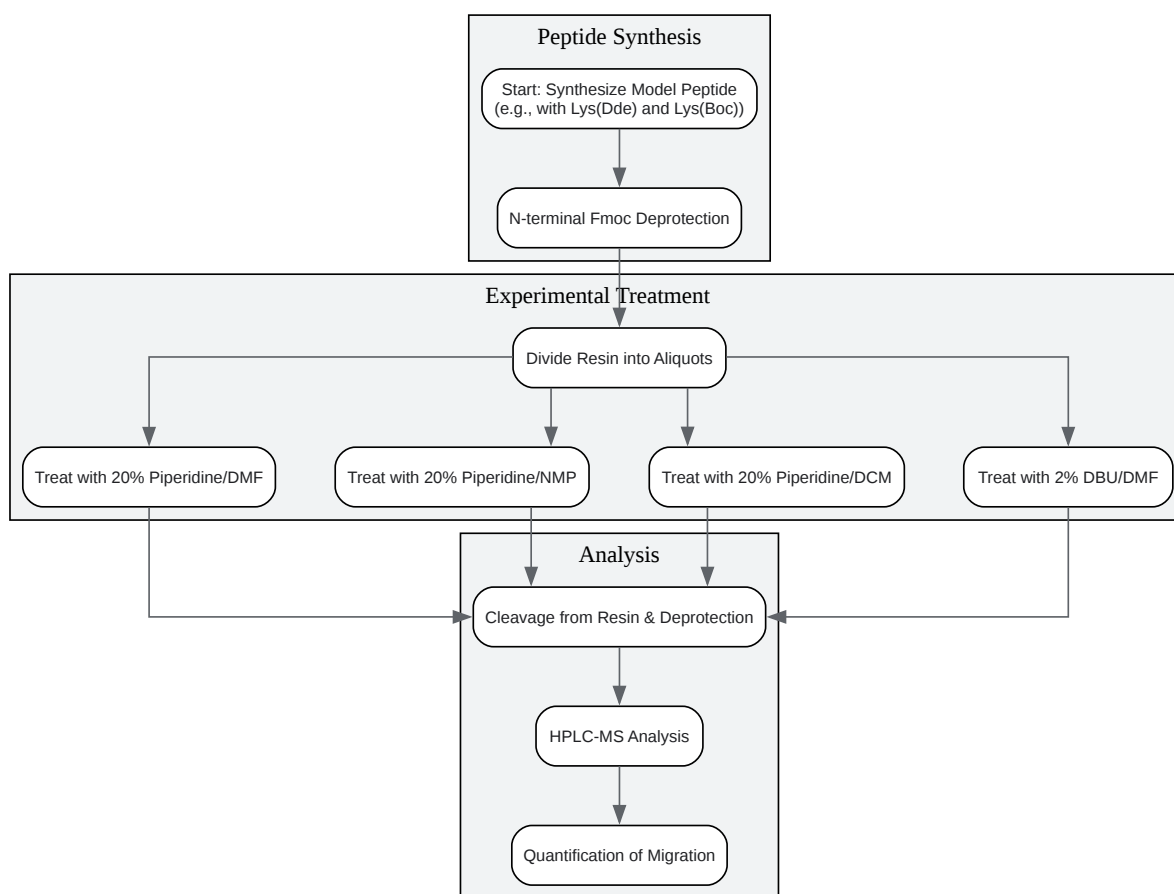 Peptide Synthesis
Start: Synthesize Model Peptide
(e.g., with Lys(Dde) and Lys(Boc))
N-terminal Fmoc Deprotection
Experimental Treatment
Divide Resin into Aliquots
Treat with 20% Piperidine/DMF
Treat with 20% Piperidine/NMP
Treat with 20% Piperidine/DCM
Treat with 2% DBU/DMF
Analysis
Cleavage from Resin & Deprotection
HPLC-MS Analysis
Quantification of Migration